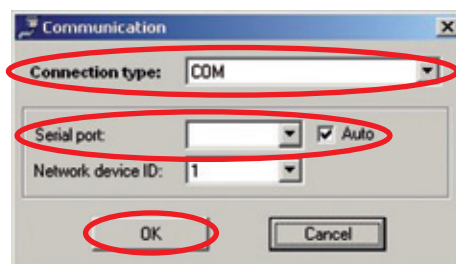 Communication
Connection type: COM
Serial port: Auto
Network device ID: 1
OK Cancel